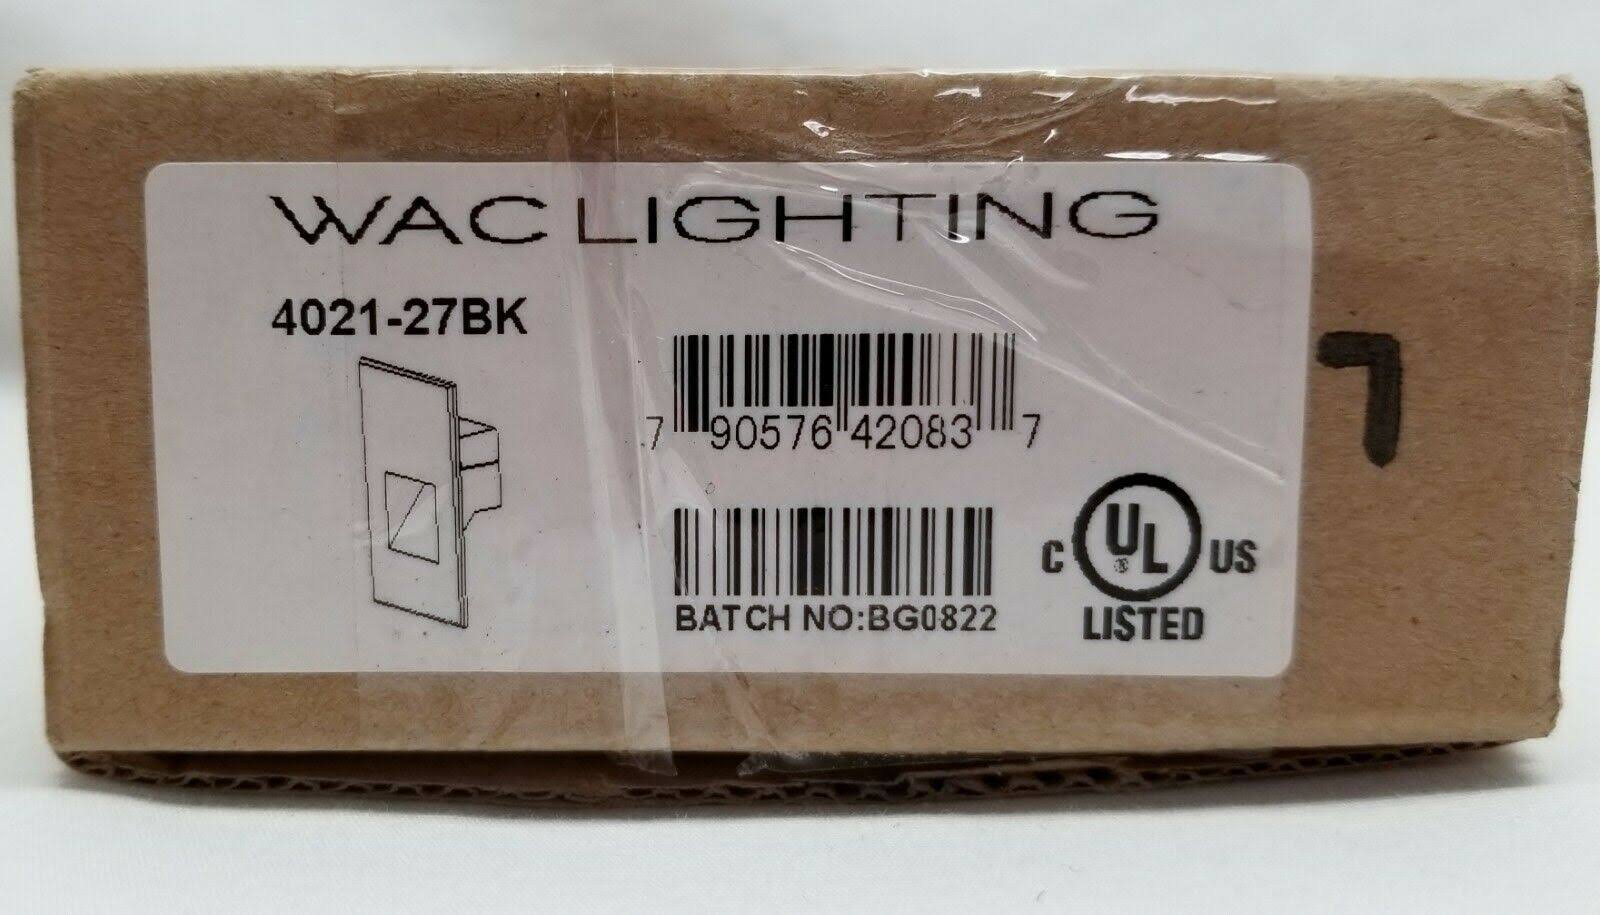 WAC LIGHTING
4021-27BK
7 90576 42083 7
BATCH NO:BG0822
C UL US
®
LISTED
7